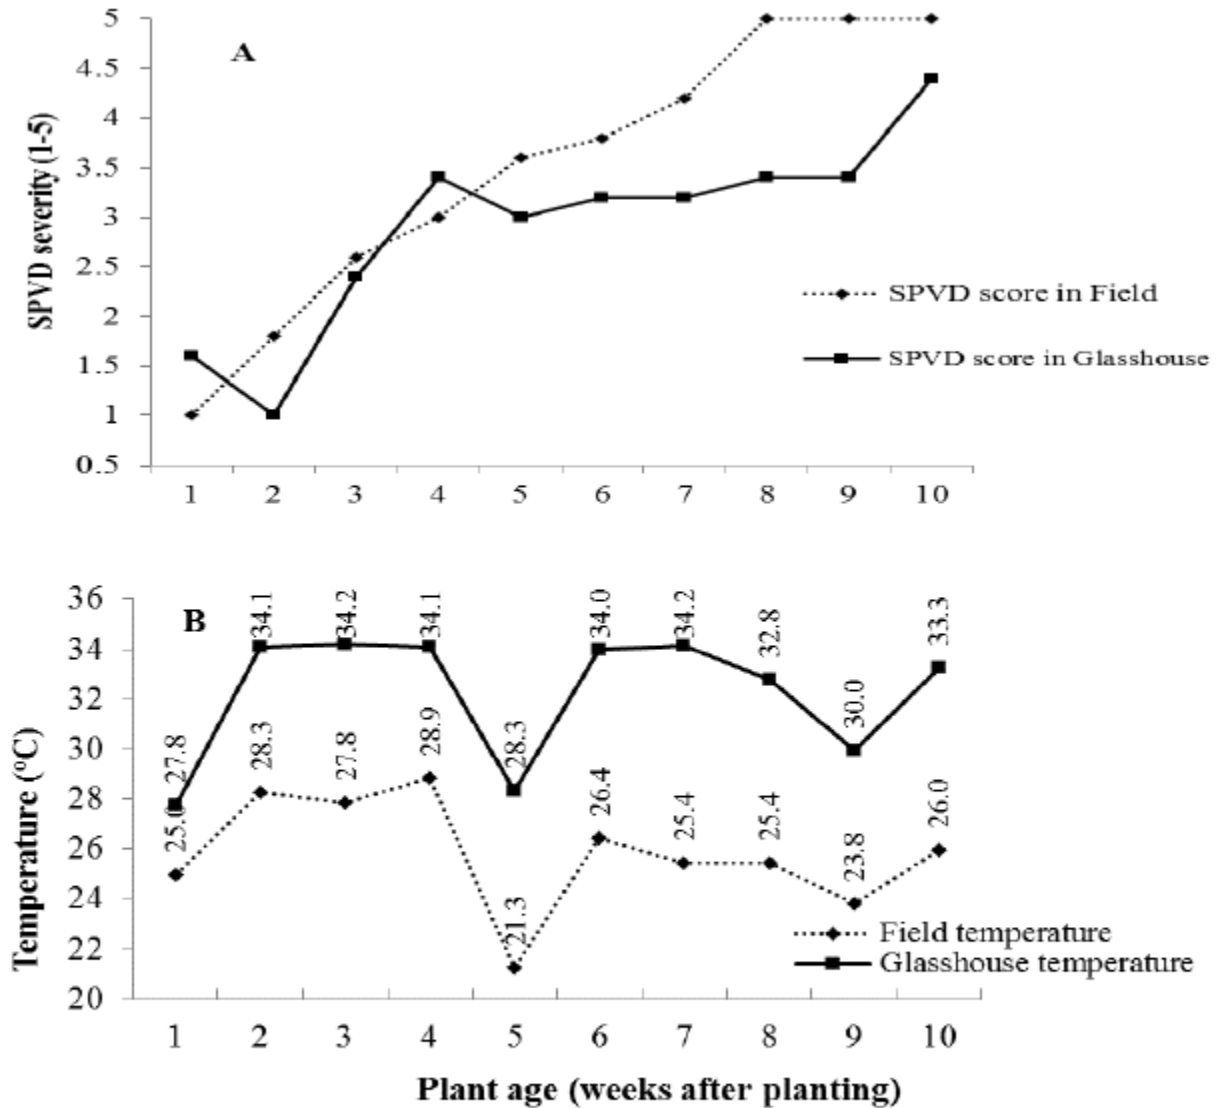 A
SPVD severity (1-5)
5
4.5
4
3.5
3
2.5
2
1.5
1
0.5
SPVD score in Field
SPVD score in Glasshouse
1 2 3 4 5 6 7 8 9 10
B
Temperature (°C)
36
34
32
30
28
26
24
22
20
27.8 34.1 34.2 34.1 28.3 34.0 34.2 32.8 30.0 33.3
25.0 28.3 27.8 28.9 21.3 26.4 25.4 25.4 23.8 26.0
Field temperature
Glasshouse temperature
1 2 3 4 5 6 7 8 9 10
Plant age (weeks after planting)